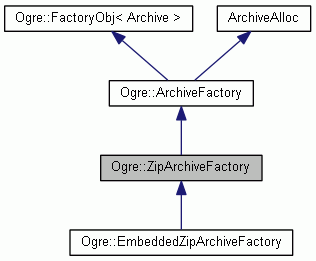 Ogre::FactoryObj< Archive >
ArchiveAlloc
Ogre::ArchiveFactory
Ogre::ZipArchiveFactory
Ogre::EmbeddedZipArchiveFactory